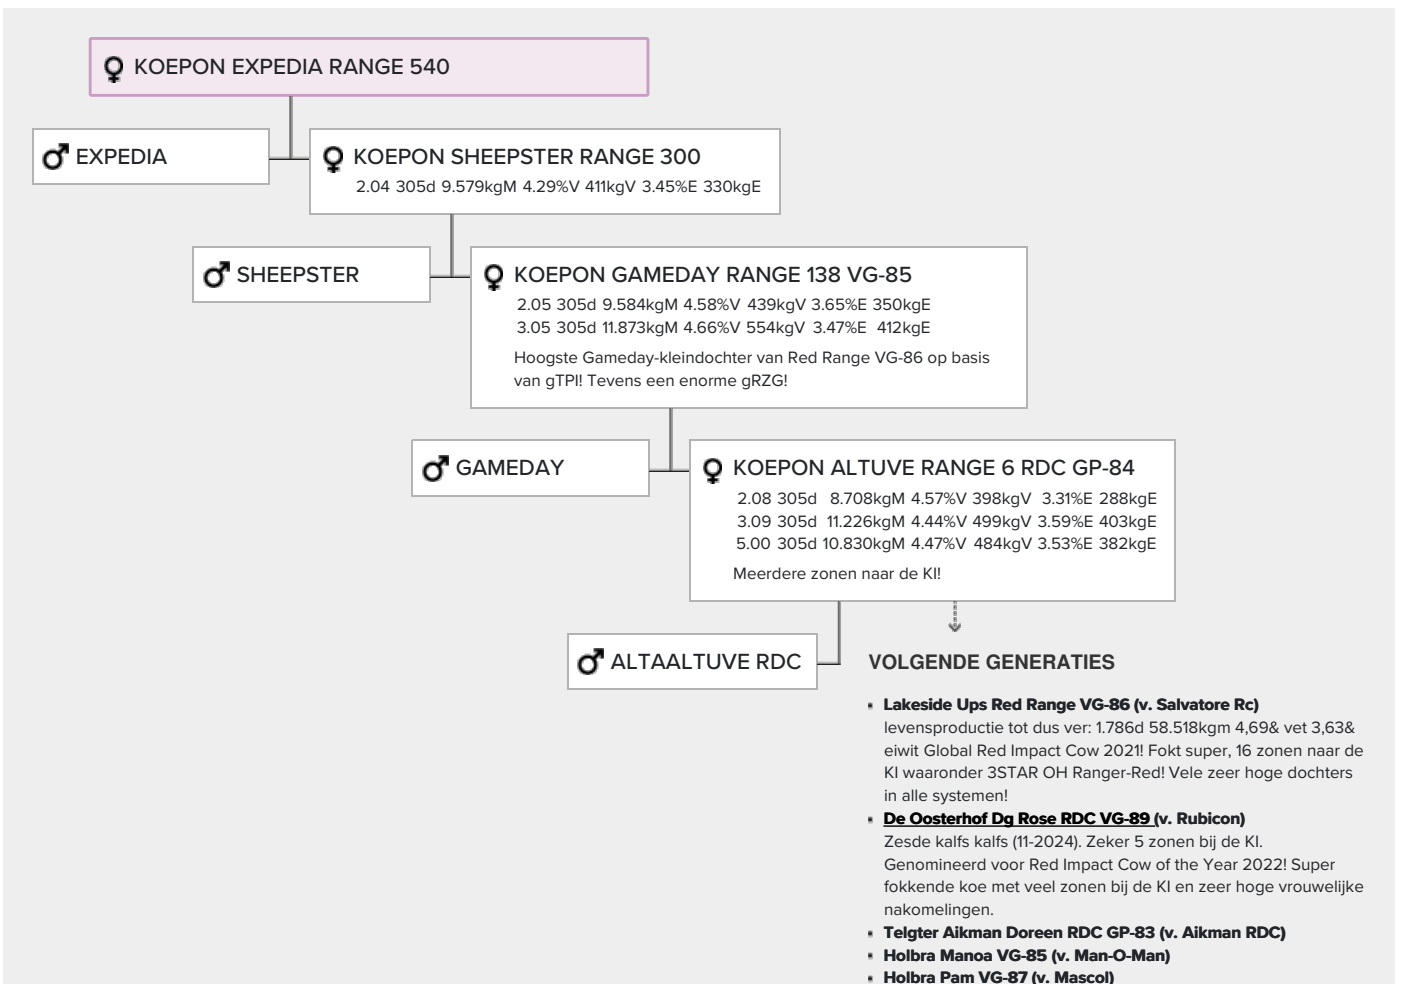 KOEPON EXPEDIA RANGE 540
EXPEDIA
KOEPON SHEEPSTER RANGE 300
2.04 305d 9.579kgM 4.29%V 411kgV 3.45%E 330kgE
SHEEPSTER
KOEPON GAMEDAY RANGE 138 VG-85
2.05 305d 9.584kgM 4.58%V 439kgV 3.65%E 350kgE
3.05 305d 11.873kgM 4.66%V 554kgV 3.47%E 412kgE
Hoogste Gameday-kleindochter van Red Range VG-86 op basis
van gTPI! Tevens een enorme gRZG!
GAMEDAY
KOEPON ALTUVE RANGE 6 RDC GP-84
2.08 305d 8.708kgM 4.57%V 398kgV 3.31%E 288kgE
3.09 305d 11.226kgM 4.44%V 499kgV 3.59%E 403kgE
5.00 305d 10.830kgM 4.47%V 484kgV 3.53%E 382kgE
Meerdere zonen naar de KI!
ALTAALTUVE RDC
VOLGENDE GENERATIES
Lakeside Ups Red Range VG-86 (v. Salvatore Rc)
levensproductie tot dus ver: 1.786d 58.518kgm 4,69& vet 3,63&
eiwit Global Red Impact Cow 2021! Fokt super, 16 zonen naar de
KI waaronder 3STAR OH Ranger-Red! Vele zeer hoge dochters
in alle systemen!
De Oosterhof Dg Rose RDC VG-89 (v. Rubicon)
Zesde kalfs kalfs (11-2024). Zeker 5 zonen bij de KI.
Genomineerd voor Red Impact Cow of the Year 2022! Super
fokkende koe met veel zonen bij de KI en zeer hoge vrouwelijke
nakomelingen.
Telgter Aikman Doreen RDC GP-83 (v. Aikman RDC)
Holbra Manoa VG-85 (v. Man-O-Man)
Holbra Pam VG-87 (v. Mascol)